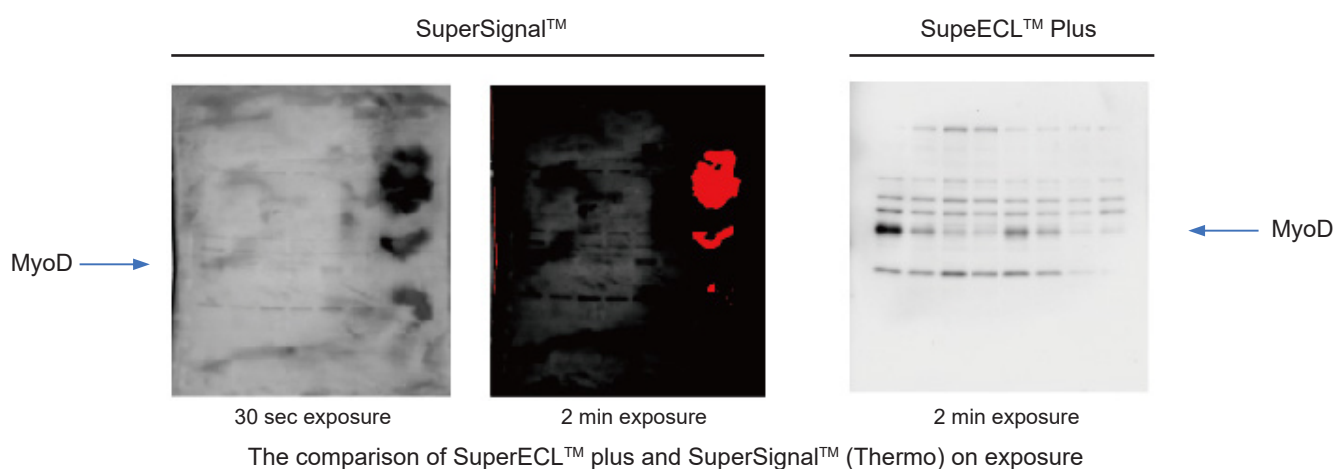 SuperSignal™
SupeECL™ Plus
MyoD
MyoD
30 sec exposure
2 min exposure
2 min exposure
The comparison of SuperECL™ plus and SuperSignal™ (Thermo) on exposure